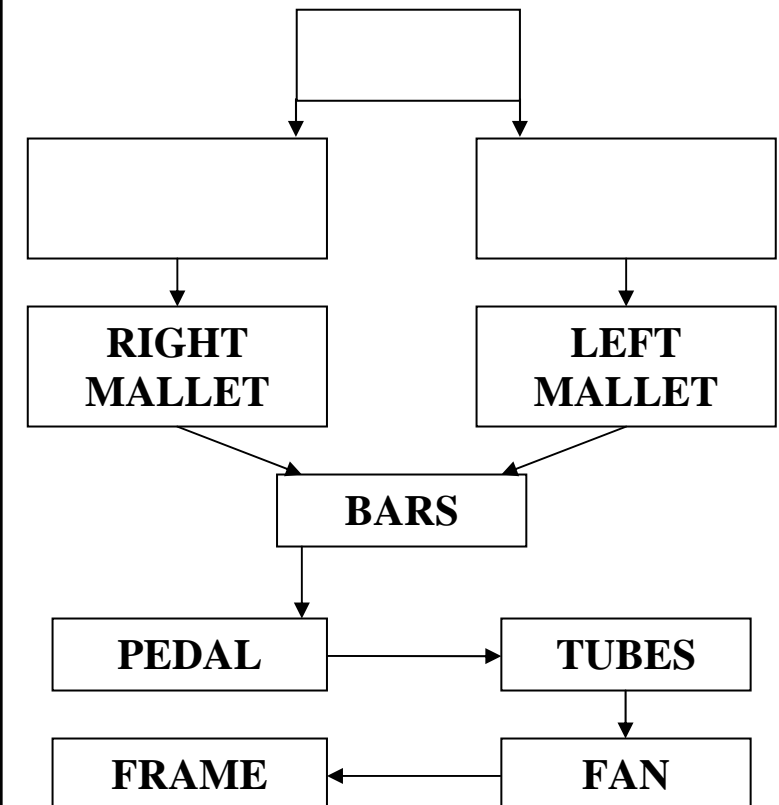 RIGHT
MALLET
LEFT
MALLET
BARS
PEDAL
TUBES
FRAME
FAN